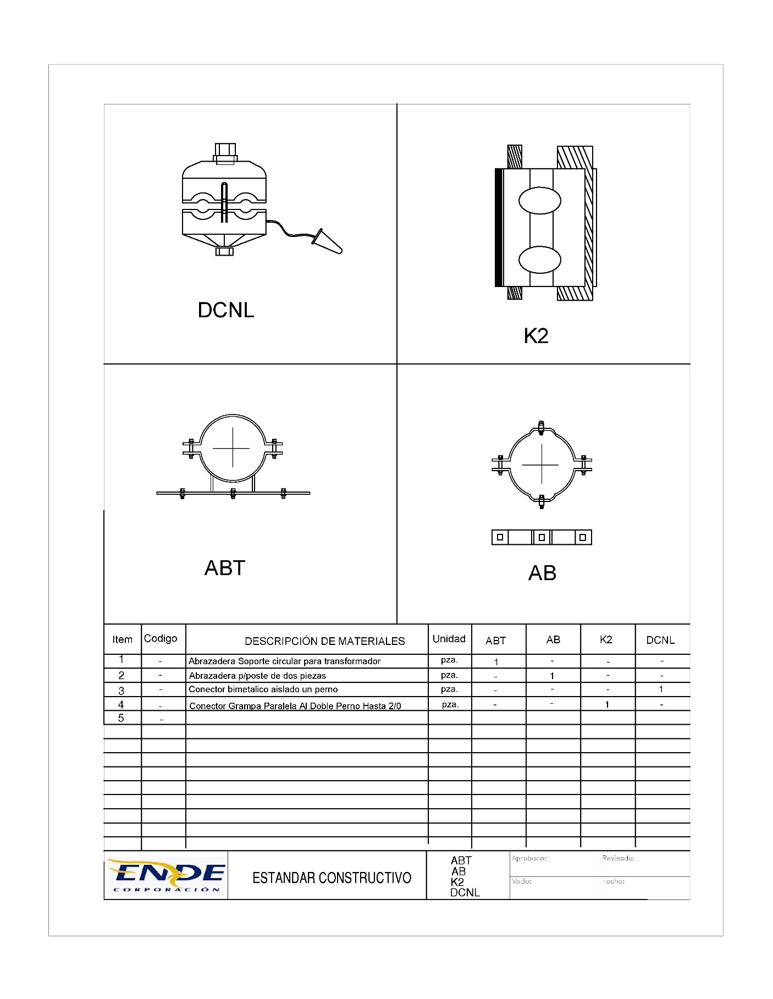 DCNL
K2
ABT
AB
Item Codigo DESCRIPCIÓN DE MATERIALES Unidad ABT AB K2 DCNL
1 - Abrazadera Soporte circular para transformador pza. 1 - - -
2 - Abrazadera p/poste de dos piezas pza. - 1 - -
3 - Conector bimetalico aislado un perno pza. - - - 1
4 - Conector Grampa Paralela Al Doble Perno Hasta 2/0 pza. - - 1 -
5 -
ENDE
CORPORACIÓN
ESTANDAR CONSTRUCTIVO
ABT
AB
K2
DCNL
Aprobado: Revisado:
VoBo: Fecha: